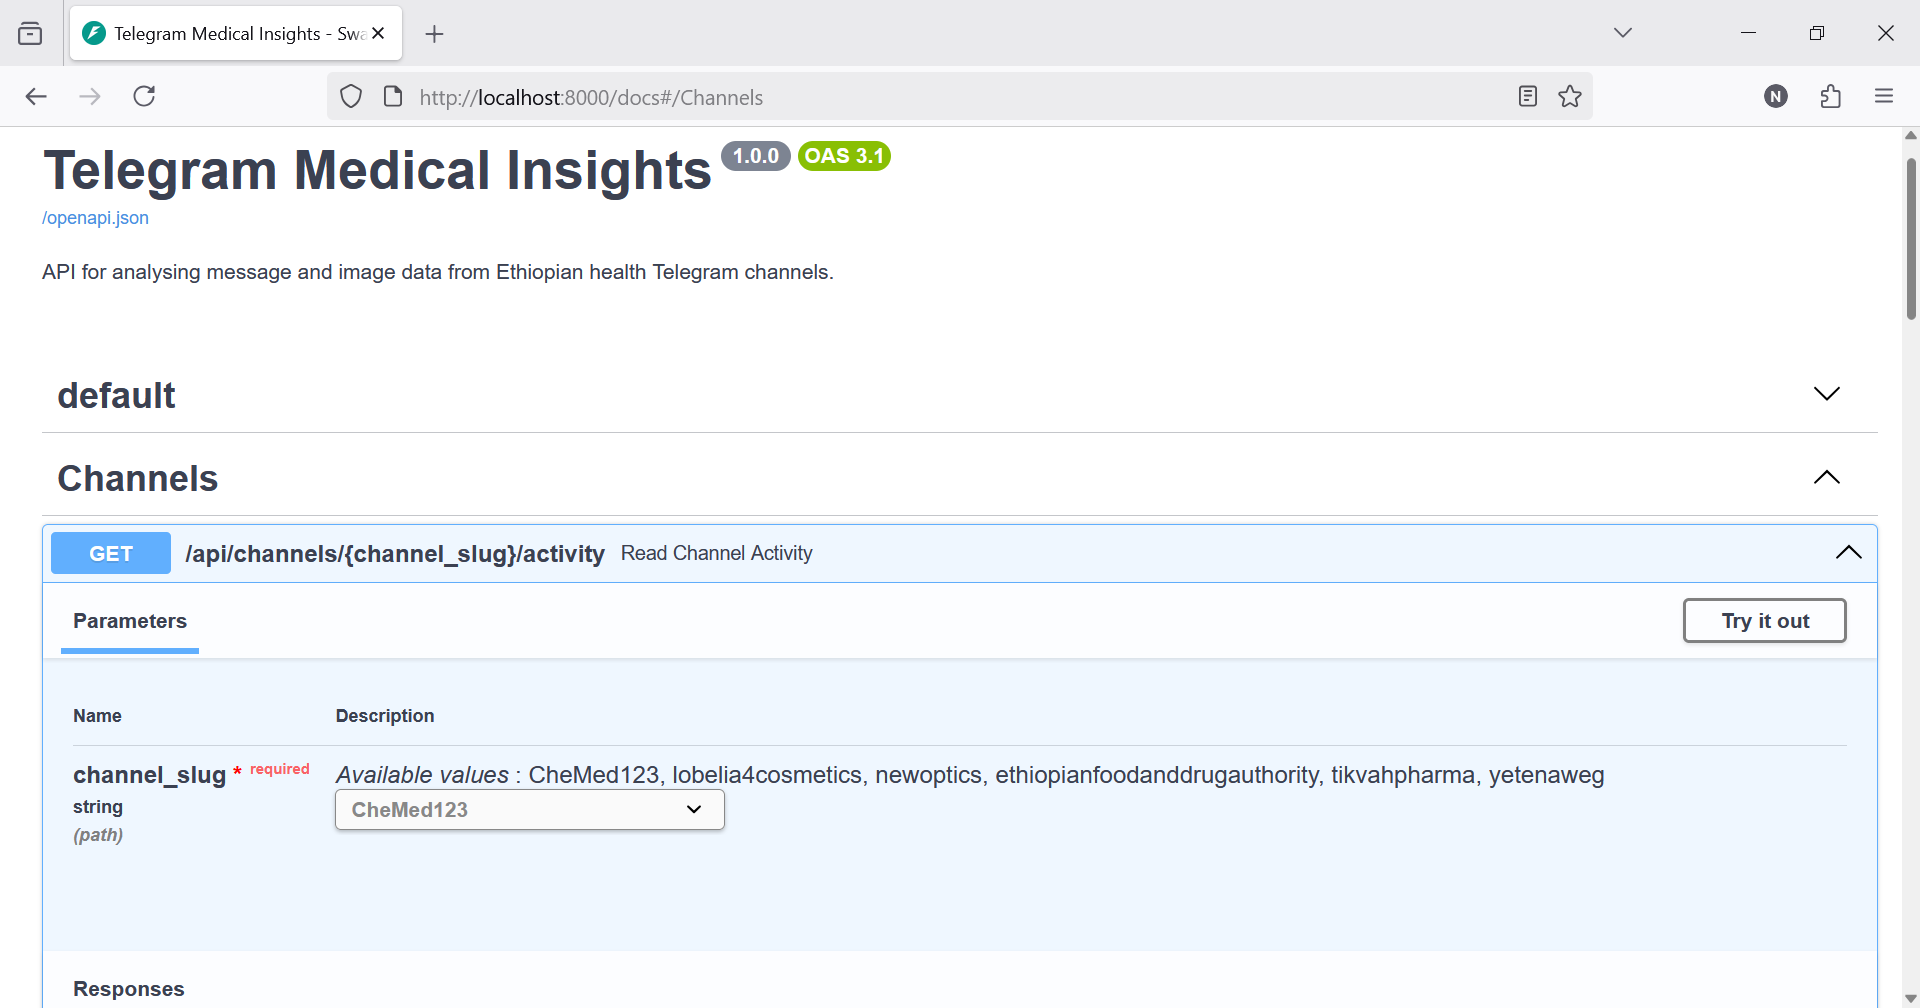 Telegram Medical Insights - Swa
http://localhost:8000/docs#/Channels
N
Telegram Medical Insights 1.0.0 OAS 3.1
/openapi.json
API for analysing message and image data from Ethiopian health Telegram channels.
default
Channels
GET /api/channels/{channel_slug}/activity Read Channel Activity
Parameters
Try it out
Name Description
channel_slug * required
string
(path)
Available values : CheMed123, lobelia4cosmetics, newoptics, ethiopianfoodanddrugauthority, tikvahpharma, yetenaweg
CheMed123
Responses